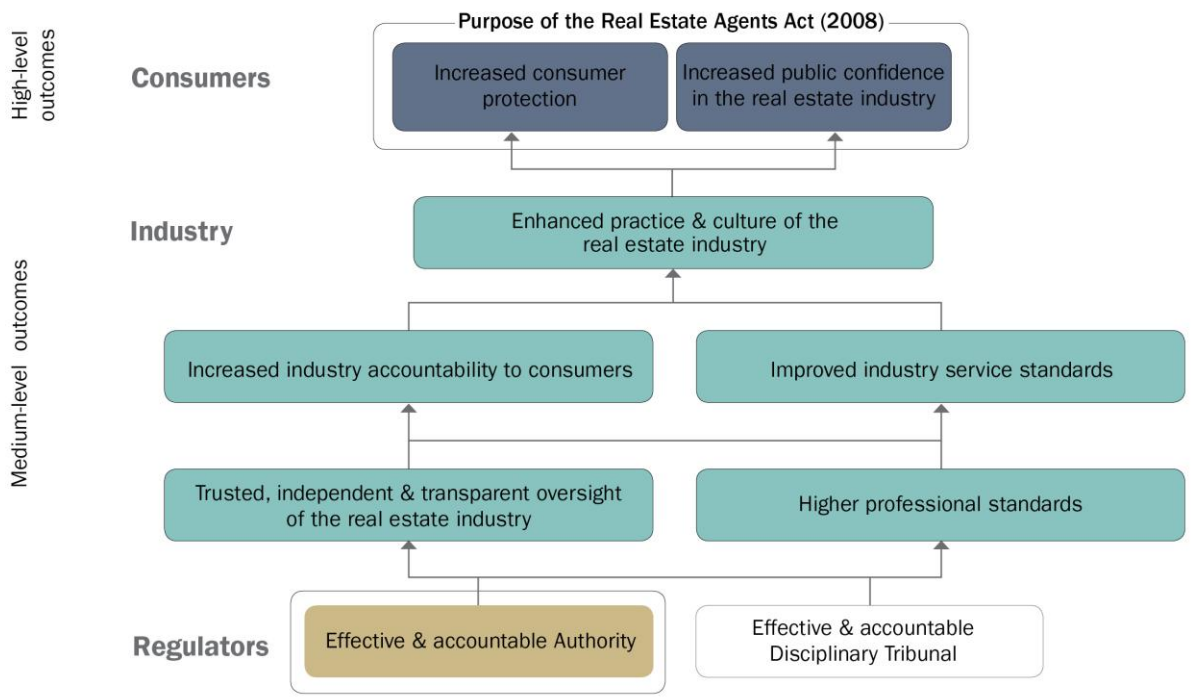 Purpose of the Real Estate Agents Act (2008)
High-level
outcomes
Consumers
Increased consumer
protection
Increased public confidence
in the real estate industry
Industry
Enhanced practice & culture of the
real estate industry
Medium-level outcomes
Increased industry accountability to consumers
Improved industry service standards
Trusted, independent & transparent oversight
of the real estate industry
Higher professional standards
Regulators
Effective & accountable Authority
Effective & accountable
Disciplinary Tribunal